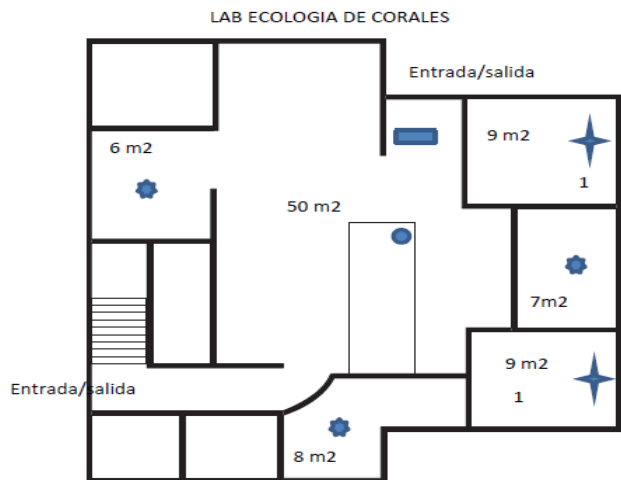 LAB ECOLOGIA DE CORALES
Entrada/salida
6 m2
9 m2
1
50 m2
7m2
9 m2
1
Entrada/salida
8 m2